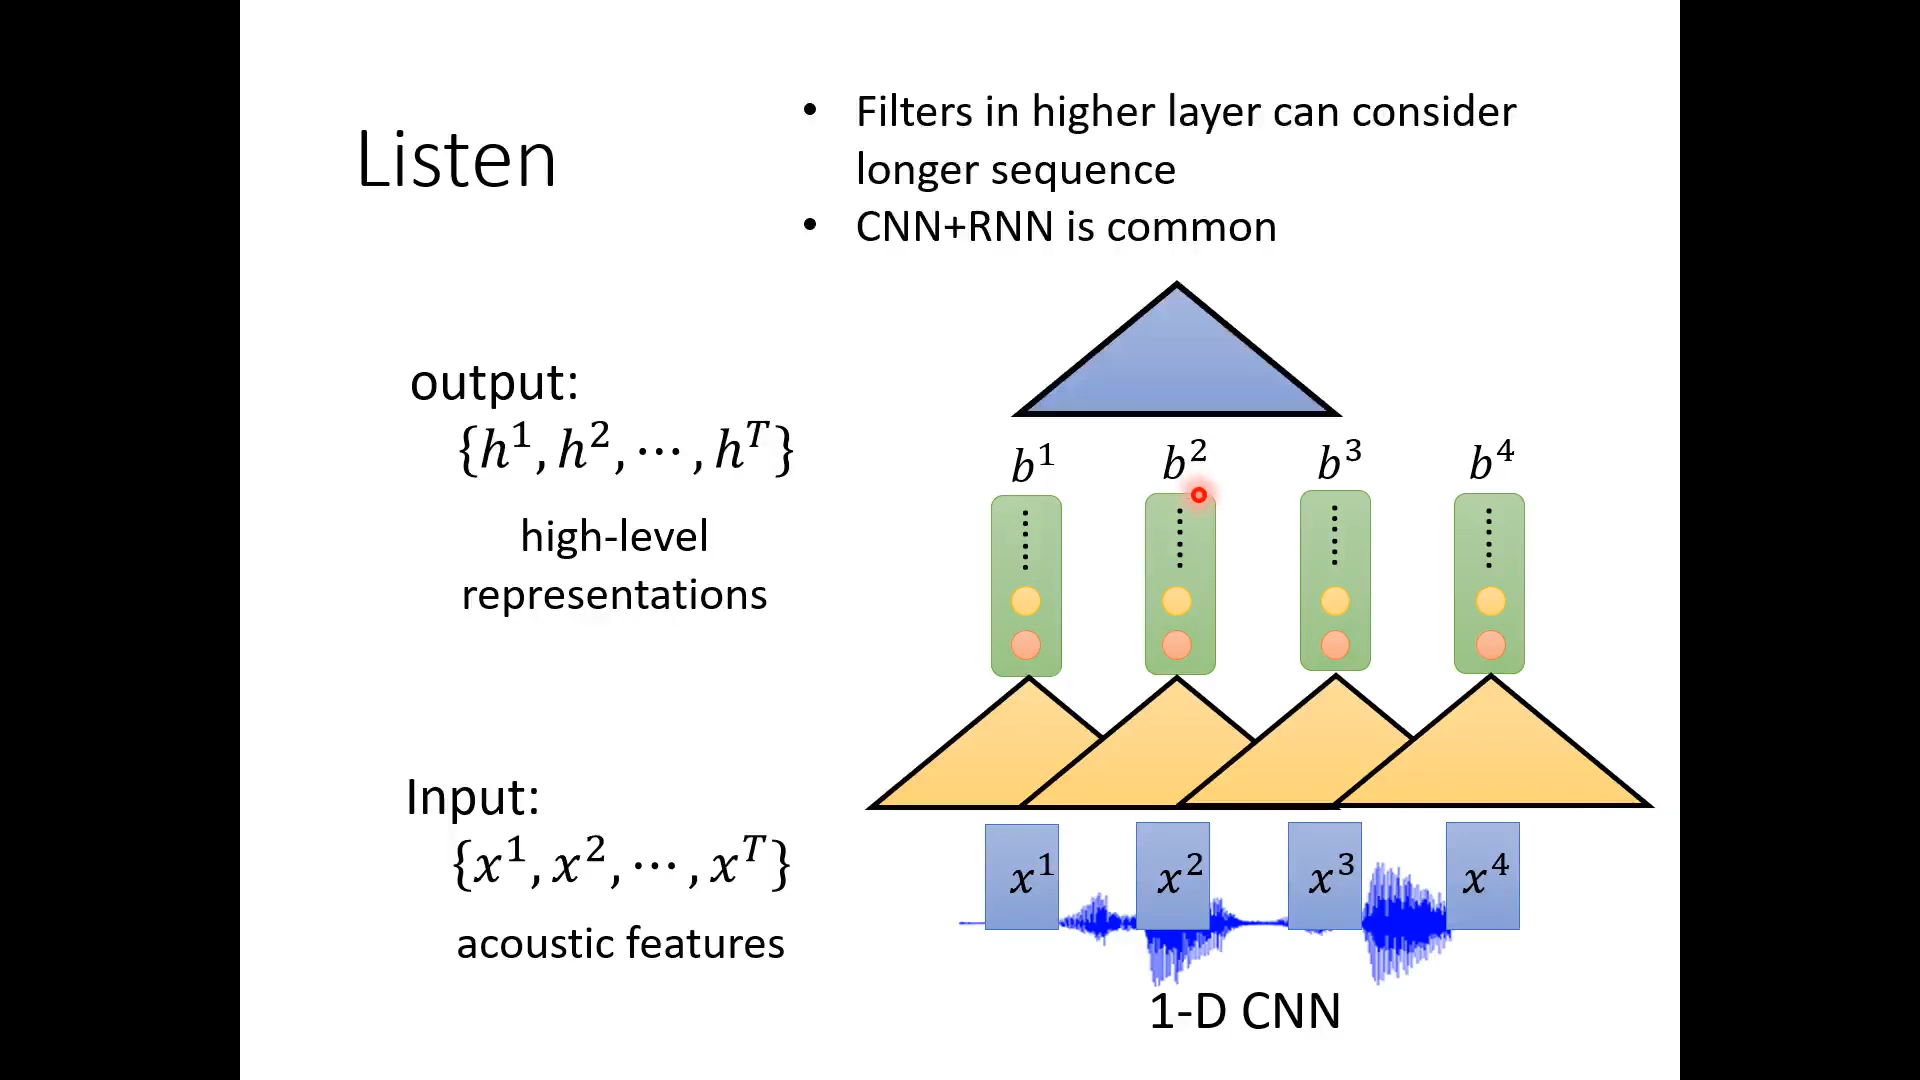 Listen
• Filters in higher layer can consider
longer sequence
• CNN+RNN is common
output:
{h¹, h², ⋯, hᵀ}
high-level
representations
b¹ b² b³ b⁴
Input:
{x¹, x², ⋯, xᵀ}
acoustic features
x¹ x² x³ x⁴
1-D CNN